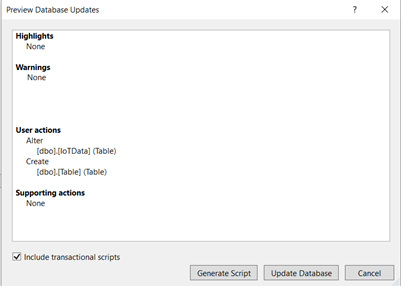 Preview Database Updates
?
Highlights
None
Warnings
None
User actions
Alter
[dbo].[IoTData] (Table)
Create
[dbo].[Table] (Table)
Supporting actions
None
Include transactional scripts
Generate Script
Update Database
Cancel